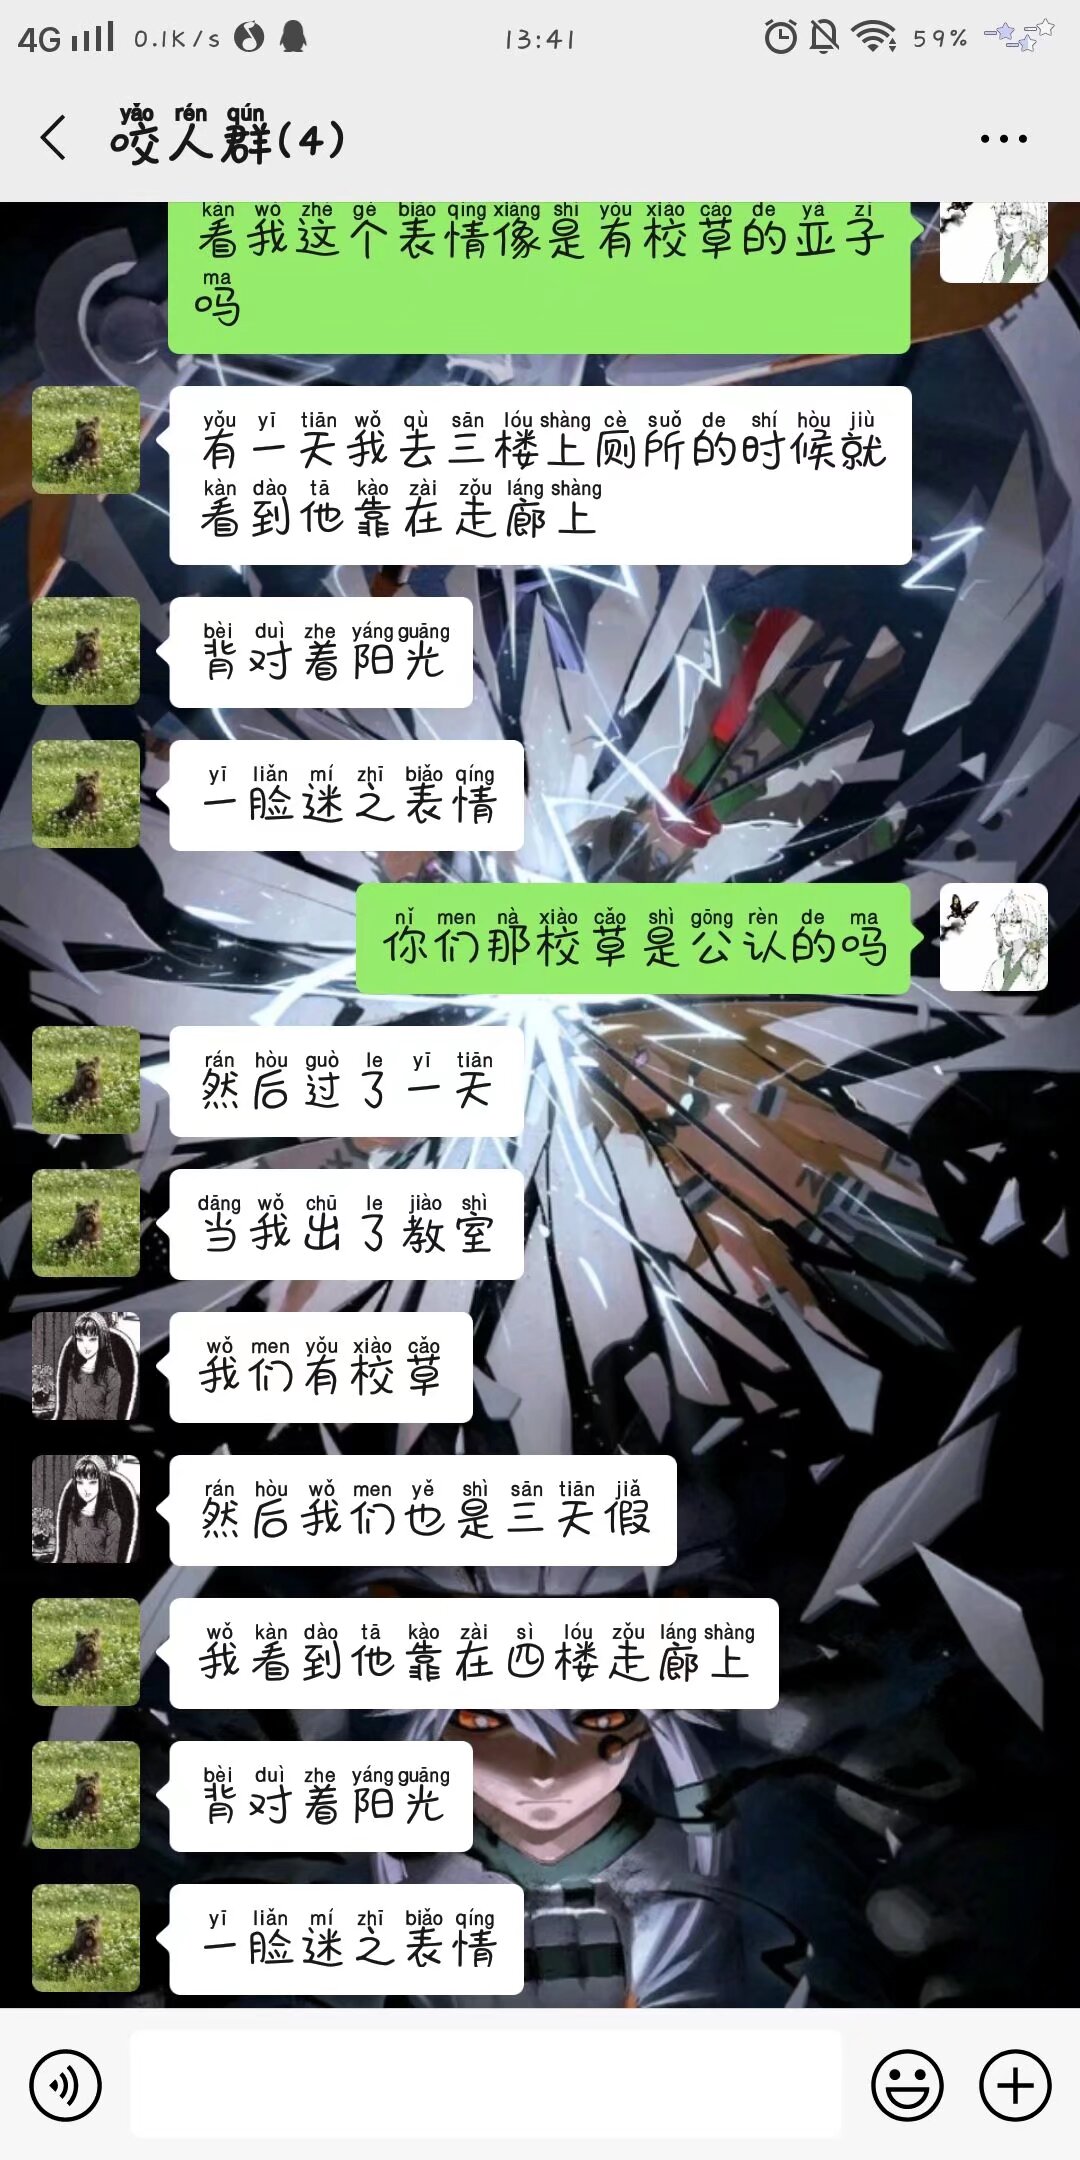 4G 0.1K/s 13:41 59%
yǎo rén qún
咬人群(4)
kàn wǒ zhè gè biǎo qíng xiàng shì yǒu xiào cǎo de yà zi
看我这个表情像是有校草的亚子
ma
吗
yǒu yī tiān wǒ qù sān lóu shàng cè suǒ de shí hòu jiù
有一天我去三楼上厕所的时候就
kàn dào tā kào zài zǒu láng shàng
看到他靠在走廊上
bèi duì zhe yáng guāng
背对着阳光
yī liǎn mí zhī biǎo qíng
一脸迷之表情
nǐ men nà xiào cǎo shì gōng rèn de ma
你们那校草是公认的吗
rán hòu guò le yī tiān
然后过了一天
dāng wǒ chū le jiào shì
当我出了教室
wǒ men yǒu xiào cǎo
我们有校草
rán hòu wǒ men yě shì sān tiān jiǎ
然后我们也是三天假
wǒ kàn dào tā kào zài sì lóu zǒu láng shàng
我看到他靠在四楼走廊上
bèi duì zhe yáng guāng
背对着阳光
yī liǎn mí zhī biǎo qíng
一脸迷之表情